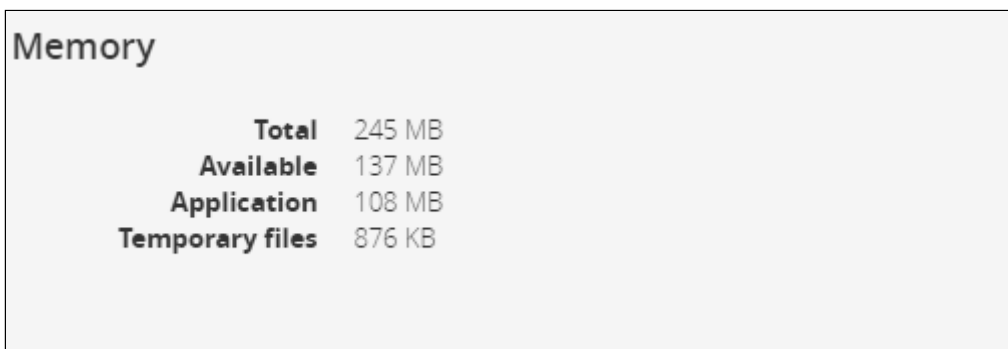 Memory
Total 245 MB
Available 137 MB
Application 108 MB
Temporary files 876 KB